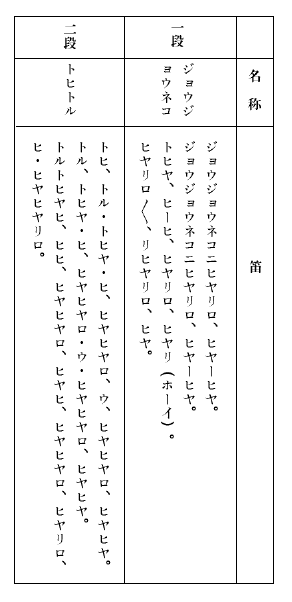 名称
笛
一段
ジョウジ
ョウネコ
ジョウジョウネコニヒヤリロ、ヒヤーヒヤ。
ジョウジョウネコニヒヤリロ、ヒヤーヒヤ。
トヒヤ、ヒーヒ、ヒヤリロ、ヒヤリ(ホーイ)。
ヒヤリロ〱、リヒヤリロ、ヒヤ。
二段
トヒトル
トヒ、トル・トヒヤ・ヒ、ヒヤヒヤロ、ウ、ヒヤヒヤロ、ヒヤヒヤ。
トル、トヒヤ・ヒ、ヒヤヒヤロ・ウ・ヒヤヒヤロ、ヒヤヒヤ。
トルトヒヤヒ、ヒヒ、ヒヤヒヤロ、ヒヤヒ、ヒヤヒヤロ、ヒヤリロ、
ヒ・ヒヤヒヤリロ。